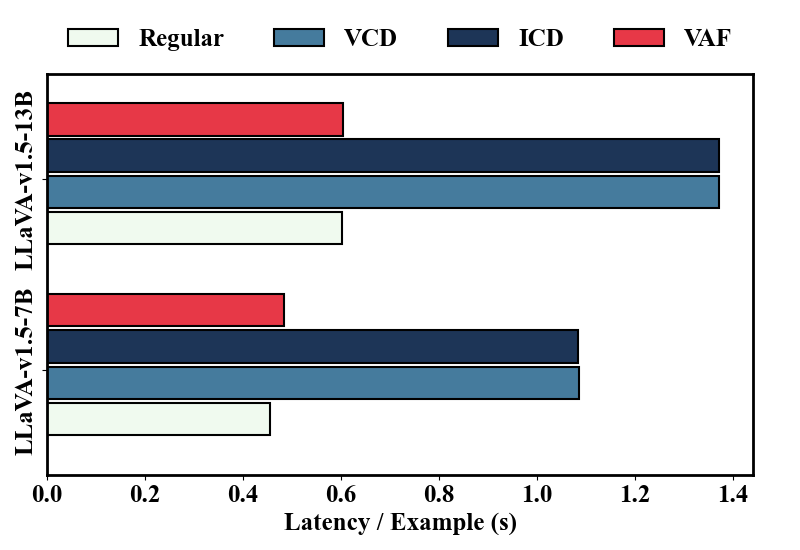 Regular VCD ICD VAF
LLaVA-v1.5-13B
LLaVA-v1.5-7B
0.0 0.2 0.4 0.6 0.8 1.0 1.2 1.4
Latency / Example (s)